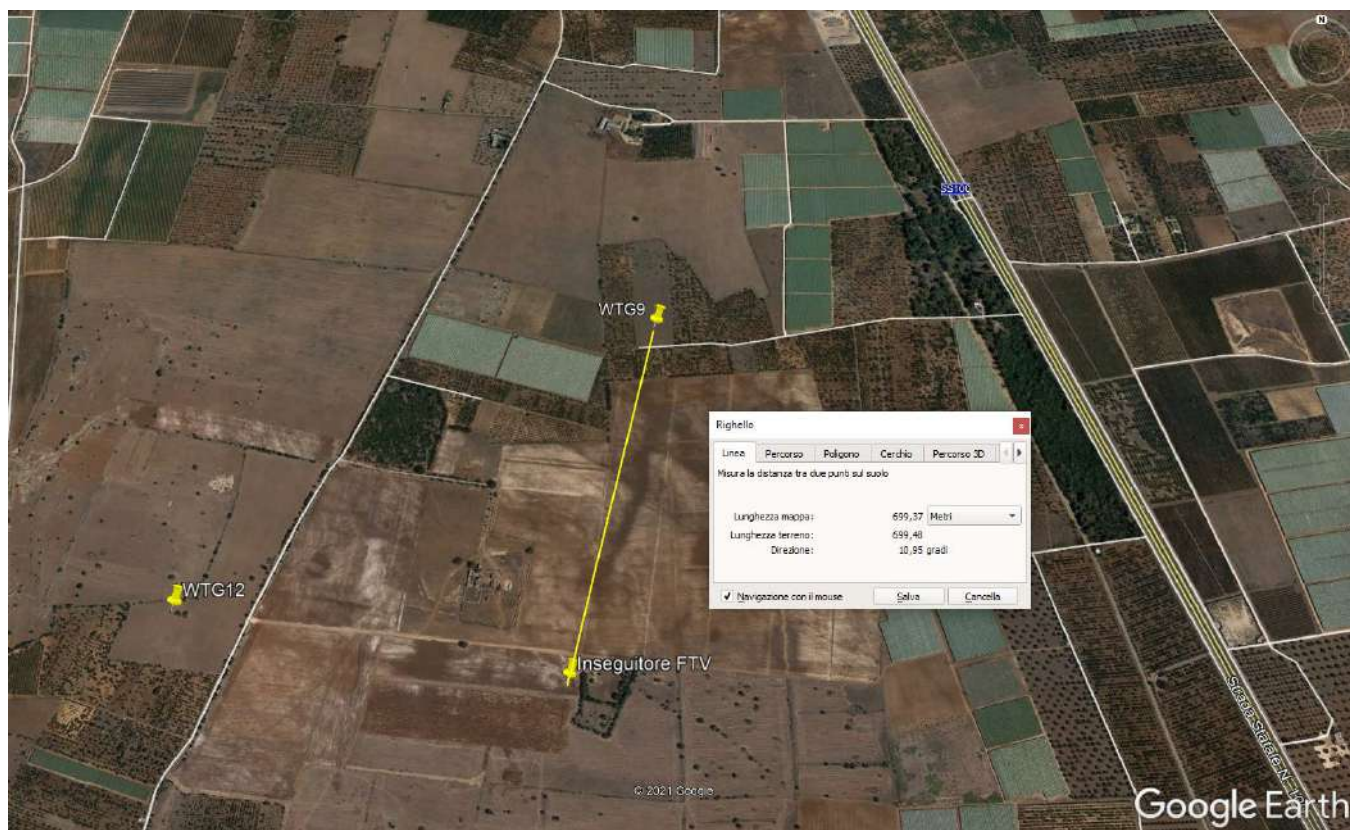 N
SS100
WTG9
Righello
Linea Percorso Poligono Cerchio Percorso 3D
Misura la distanza tra due punti sul suolo
Lunghezza mappa: 699,37 Metri
Lunghezza terreno: 699,48
Direzione: 10,95 gradi
Navigazione con il mouse Salva Cancella
WTG12
Inseguitore FTV
Strada Statale N.
© 2021 Google
Google Earth